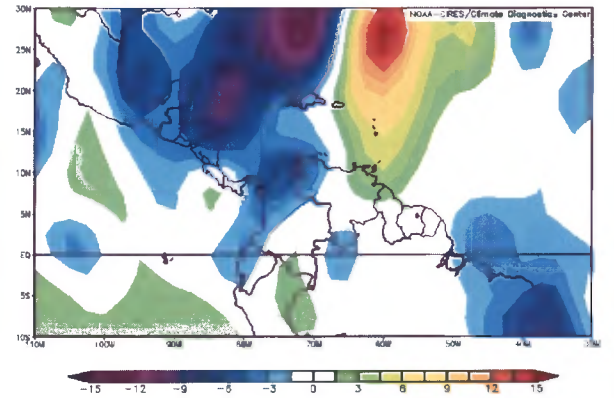 30N
NOAA-CIRES/Climate Diagnostics Center
25N
20N
15N
10N
5N
EQ
5S
10S
110W 100W 90W 80W 70W 60W 50W 40W 30W
-15 -12 -9 -6 -3 0 3 6 9 12 15